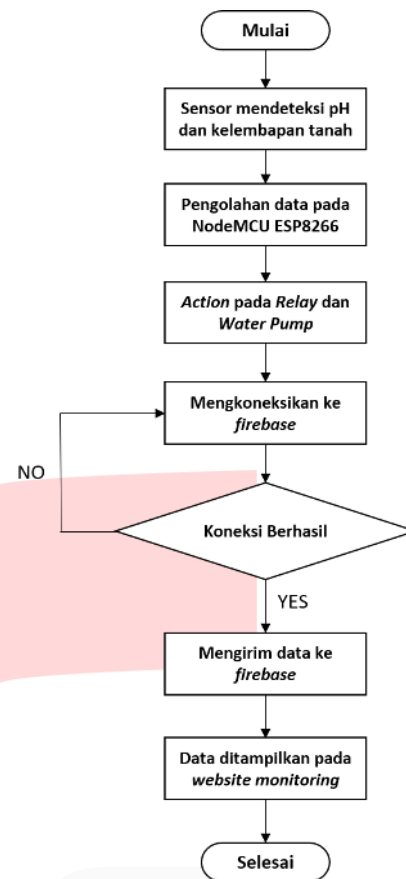 Mulai
Sensor mendeteksi pH
dan kelembapan tanah
Pengolahan data pada
NodeMCU ESP8266
Action pada Relay dan
Water Pump
Mengkoneksikan ke
firebase
NO
Koneksi Berhasil
YES
Mengirim data ke
firebase
Data ditampilkan pada
website monitoring
Selesai